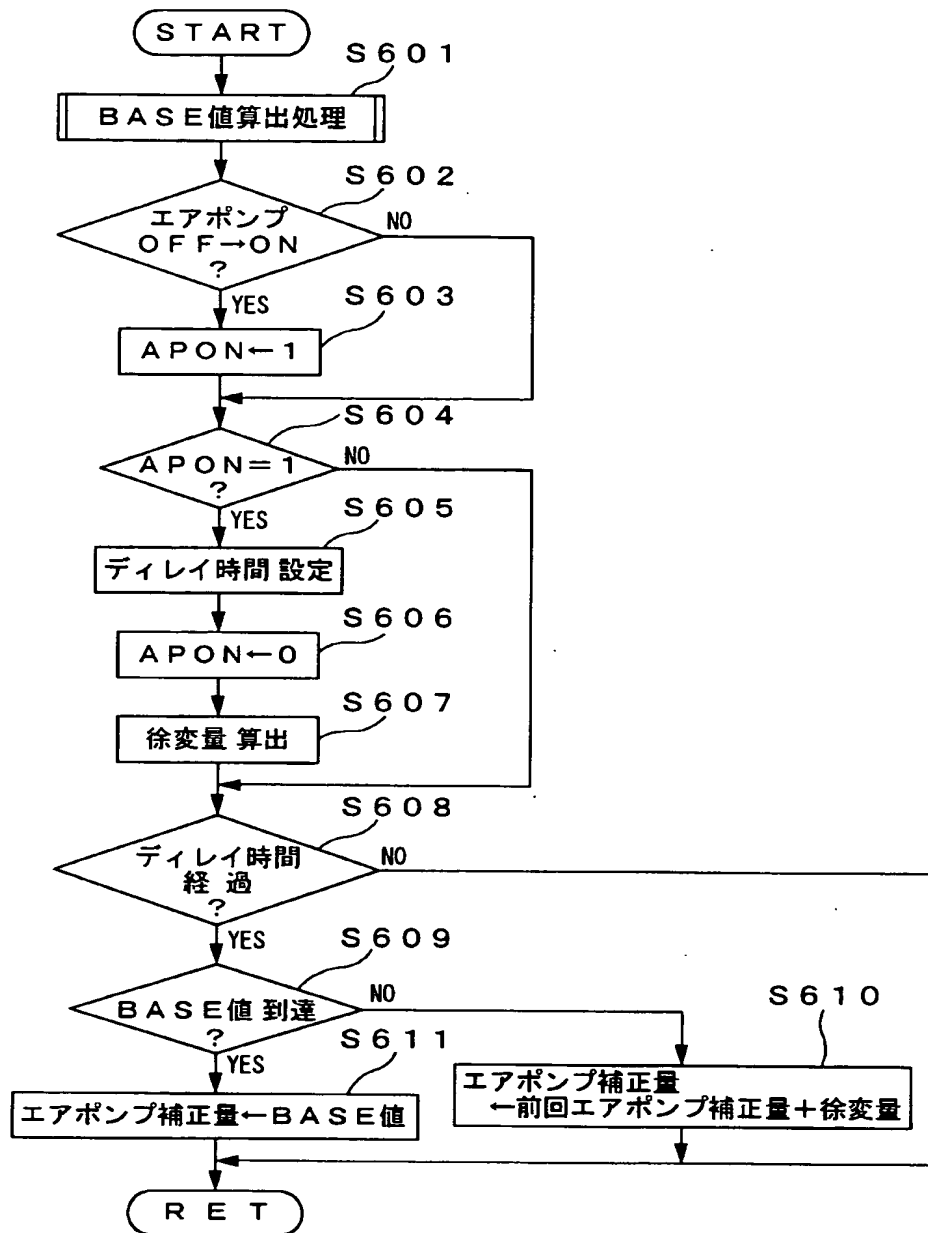 START
S601
BASE値算出処理
S602
エアポンプ
OFF→ON
?
NO
YES
S603
APON←1
S604
APON=1
?
NO
YES
S605
ディレイ時間 設定
S606
APON←0
S607
徐変量 算出
S608
ディレイ時間
経 過
?
NO
YES
S609
BASE値 到達
?
NO
YES
S610
エアポンプ補正量
←前回エアポンプ補正量+徐変量
S611
エアポンプ補正量←BASE値
RET